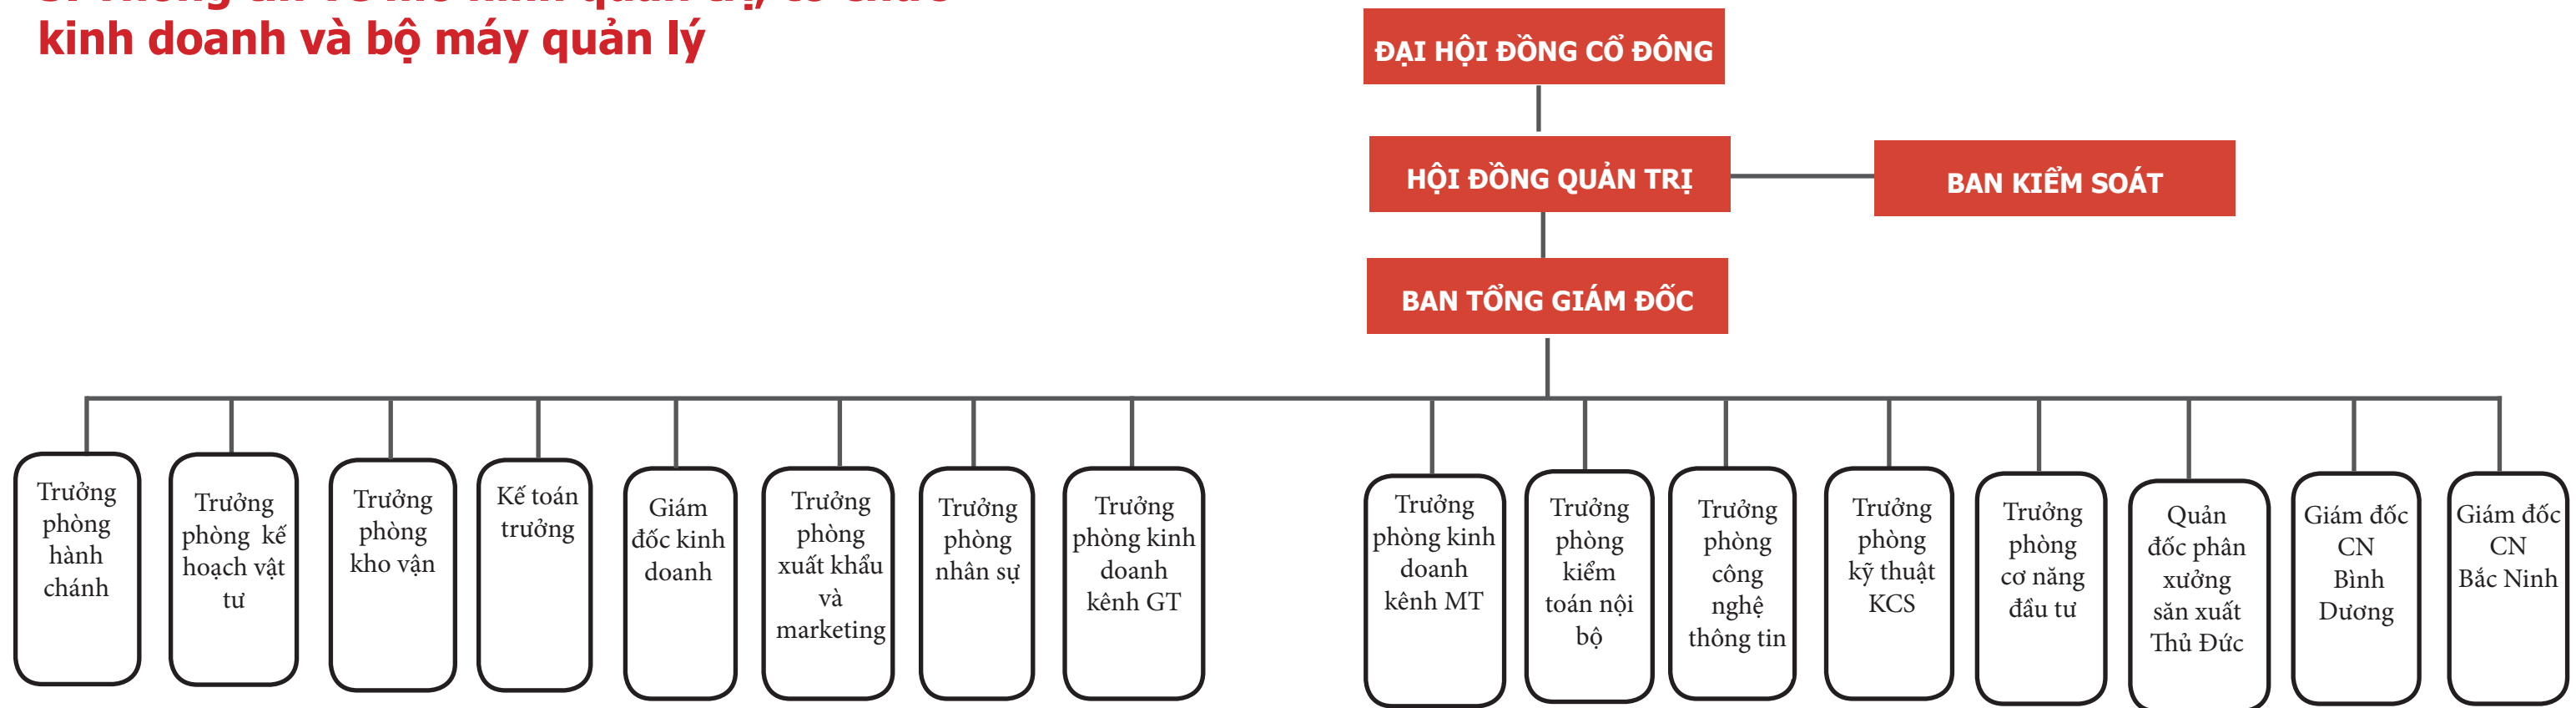 kinh doanh và bộ máy quản lý
ĐẠI HỘI ĐỒNG CỔ ĐÔNG
HỘI ĐỒNG QUẢN TRỊ
BAN KIỂM SOÁT
BAN TỔNG GIÁM ĐỐC
Trưởng
phòng
hành
chánh
Trưởng
phòng kế
hoạch vật
tư
Trưởng
phòng
kho vận
Kế toán
trưởng
Giám
đốc kinh
doanh
Trưởng
phòng
xuất khẩu
và
marketing
Trưởng
phòng
nhân sự
Trưởng
phòng kinh
doanh
kênh GT
Trưởng
phòng kinh
doanh
kênh MT
Trưởng
phòng
kiểm
toán nội
bộ
Trưởng
phòng
công
nghệ
thông tin
Trưởng
phòng
kỹ thuật
KCS
Trưởng
phòng
cơ năng
đầu tư
Quản
đốc phân
xưởng
săn xuất
Thủ Đức
Giám đốc
CN
Bình
Dương
Giám đốc
CN
Bắc Ninh